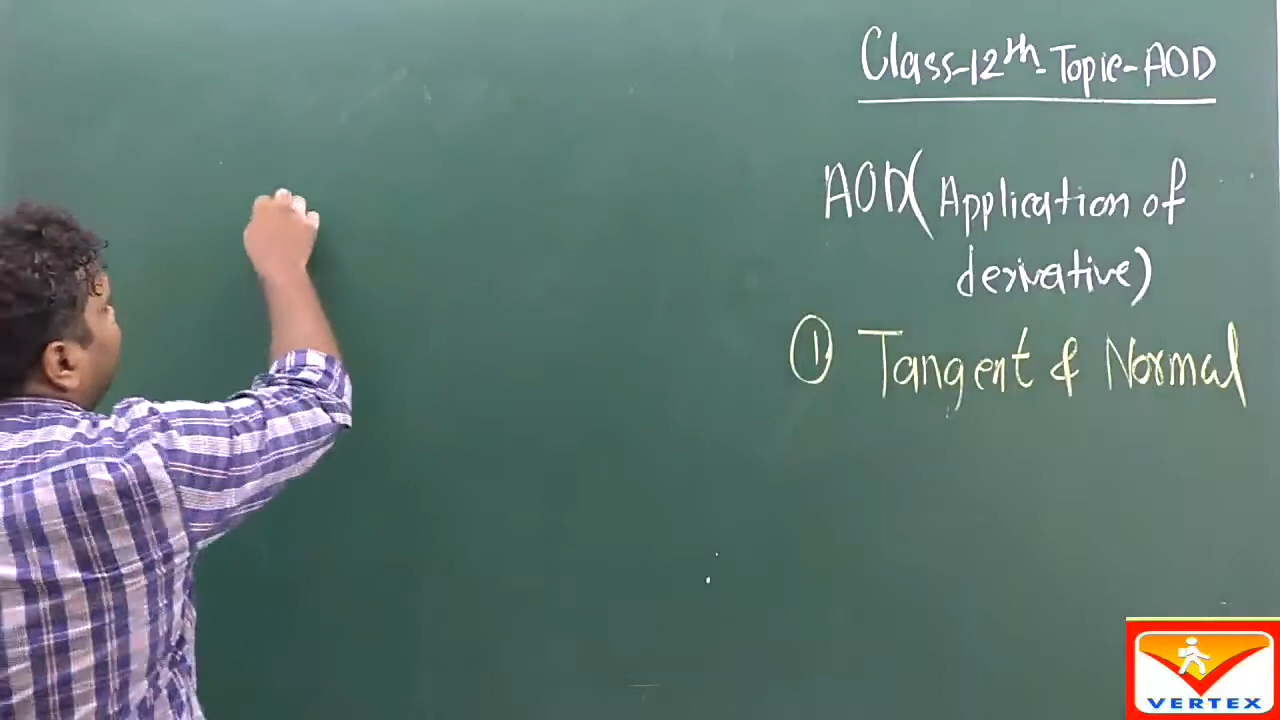 Class-12th-Topic-AOD
AOD( Application of
derivative)
① Tangent & Normal
VERTEX